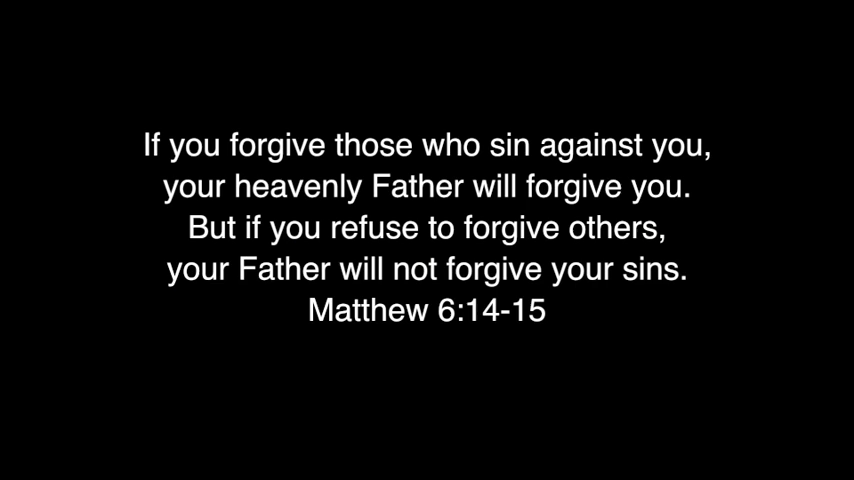 If you forgive those who sin against you,
your heavenly Father will forgive you.
But if you refuse to forgive others,
your Father will not forgive your sins.
Matthew 6:14-15